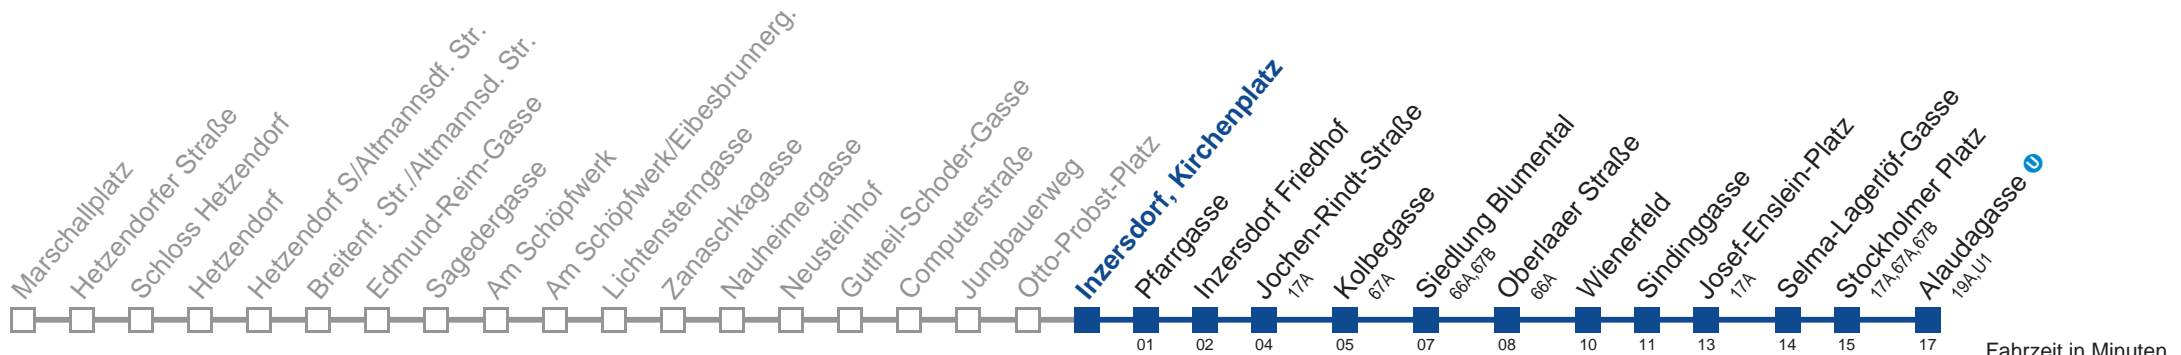 Marschallplatz
Hetzendorfer Straße
Schloss Hetzendorf
Hetzendorf
Hetzendorf S/Altmannsdf. Str.
Breitenf. Str./Altmannsd. Str.
Edmund-Reim-Gasse
Sagedergasse
Am Schöpfwerk
Am Schöpfwerk/Eibesbrunnerg.
Lichtensterngasse
Zanaschkagasse
Nauheimergasse
Neusteinhof
Gutheil-Schoder-Gasse
Computerstraße
Jungbauerweg
Otto-Probst-Platz
Inzersdorf, Kirchenplatz
Pfarrgasse
Inzersdorf Friedhof
Jochen-Rindt-Straße
17A
Kolbegasse
67A
Siedlung Blumental
66A,67B
Oberlaaer Straße
66A
Wienerfeld
Sindinggasse
Josef-Enslein-Platz
17A
Selma-Lagerlöf-Gasse
Stockholmer Platz
17A,67A,67B
Alaudagasse U
19A,U1
01 02 04 05 07 08 10 11 13 14 15 17
Fahrzeit in Minuten